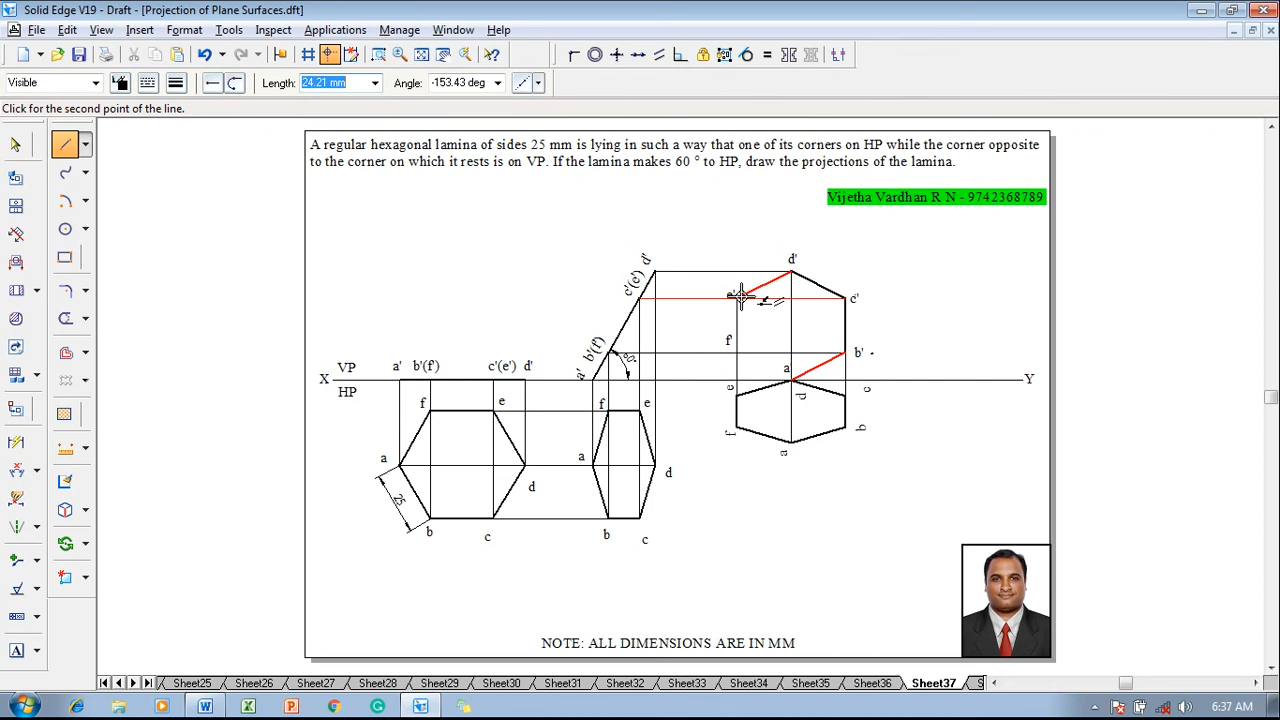 Solid Edge V19 - Draft - [Projection of Plane Surfaces.dft]
File Edit View Insert Format Tools Inspect Applications Manage Window Help
Visible Length: 24.21 mm Angle: -153.43 deg
Click for the second point of the line.
A regular hexagonal lamina of sides 25 mm is lying in such a way that one of its corners on HP while the corner opposite
to the corner on which it rests is on VP. If the lamina makes 60 ° to HP, draw the projections of the lamina.
Vijetha Vardhan R N - 9742368789
d' d'
c'(e') e' c'
b'(f') f' b'
VP a' b'(f') c'(e') d' a' 60° a
X Y
HP e d c
f e f e
f b
a a a
d d
25
b c b c
NOTE: ALL DIMENSIONS ARE IN MM
Sheet25 Sheet26 Sheet27 Sheet28 Sheet29 Sheet30 Sheet31 Sheet32 Sheet33 Sheet34 Sheet35 Sheet36 Sheet37 S
6:37 AM